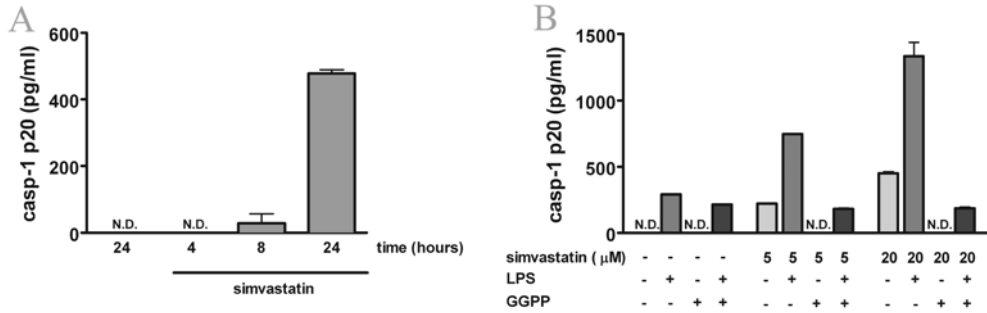 A
casp-1 p20 (pg/ml)
600
400
200
0
N.D. N.D.
24 4 8 24 time (hours)
simvastatin
B
casp-1 p20 (pg/ml)
1500
1000
500
0
N.D. N.D. N.D. N.D.
simvastatin ( μM) - - - - 5 5 5 5 20 20 20 20
LPS - + - + - + - + - + - +
GGPP - - + + - - + + - - + +